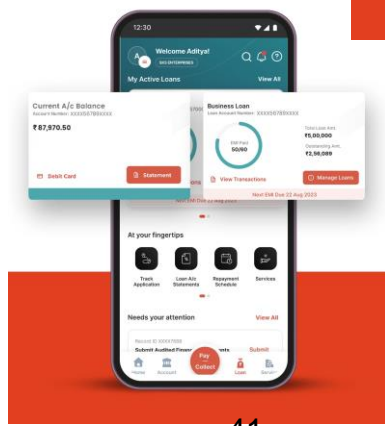 12:30
A
Welcome Aditya!
My Active Loans
View All
Current A/c Balance
₹87,970.50
Debit Card
Statement
Business Loan
EMI Paid
50/60
Total Loan Amt.
₹5,00,000
Outstanding Amt.
₹2,56,089
View Transactions
Manage Loans
Next EMI Due 22 Aug 2023
At your fingertips
Track
Application
Loan A/c
Statements
Repayment
Schedule
Services
Needs your attention
View All
Submit Audited Financ
Submit
Pay
Collect
Home
Account
Loan